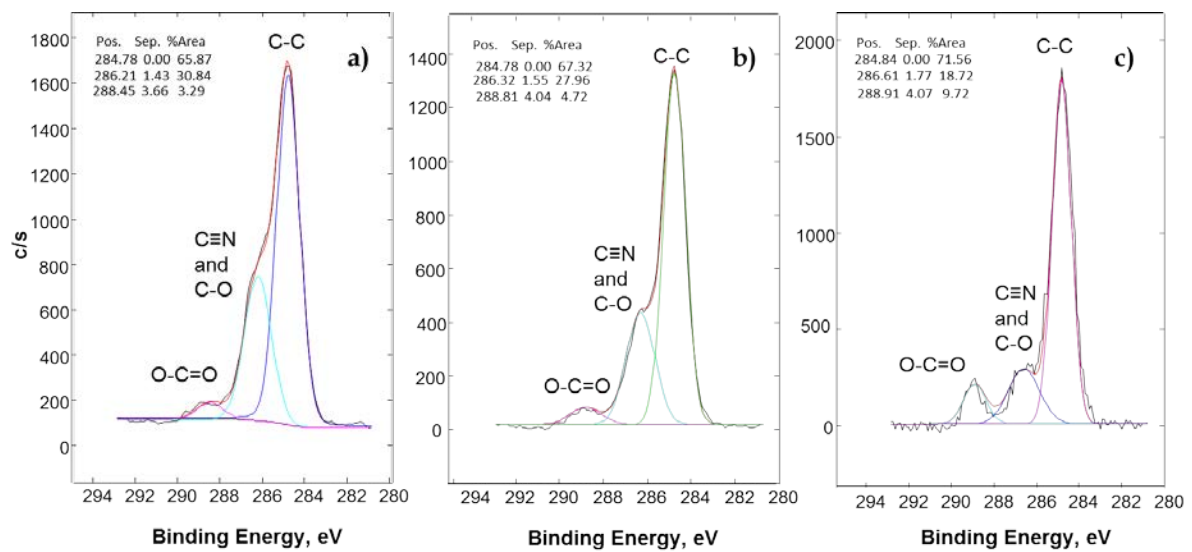 a)
Pos. Sep. %Area
284.78 0.00 65.87
286.21 1.43 30.84
288.45 3.66 3.29
C-C
C≡N
and
C-O
O-C=O
c/s
1800
1600
1400
1200
1000
800
600
400
200
0
294 292 290 288 286 284 282 280
Binding Energy, eV
b)
Pos. Sep. %Area
284.78 0.00 67.32
286.32 1.55 27.96
288.81 4.04 4.72
C-C
C≡N
and
C-O
O-C=O
1400
1200
1000
800
600
400
200
0
294 292 290 288 286 284 282 280
Binding Energy, eV
c)
Pos. Sep. %Area
284.84 0.00 71.56
286.61 1.77 18.72
288.91 4.07 9.72
C-C
C≡N
and
C-O
O-C=O
2000
1500
1000
500
0
294 292 290 288 286 284 282 280
Binding Energy, eV